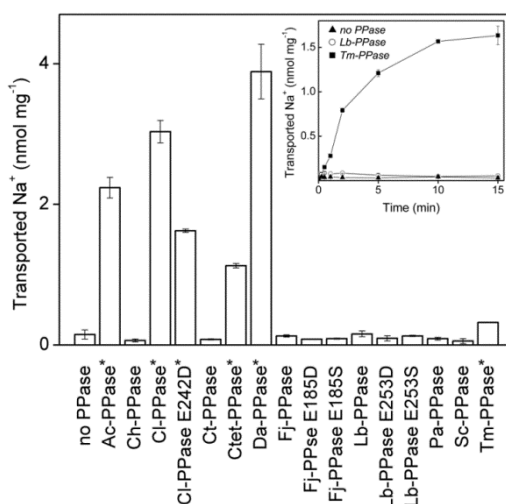 Transported Na⁺ (nmol mg⁻¹)
4
2
0
no PPase
Ac-PPase*
Ch-PPase
Cl-PPase*
Cl-PPase E242D*
Ct-PPase
Ctet-PPase*
Da-PPase*
Fj-PPase
Fj-PPse E185D
Fj-PPase E185S
Lb-PPase
Lb-PPase E253D
Lb-PPase E253S
Pa-PPase
Sc-PPase
Tm-PPase*
Transported Na⁺ (nmol mg⁻¹)
1.5
1.0
0.5
no PPase
Lb-PPase
Tm-PPase
0 5 10 15
Time (min)